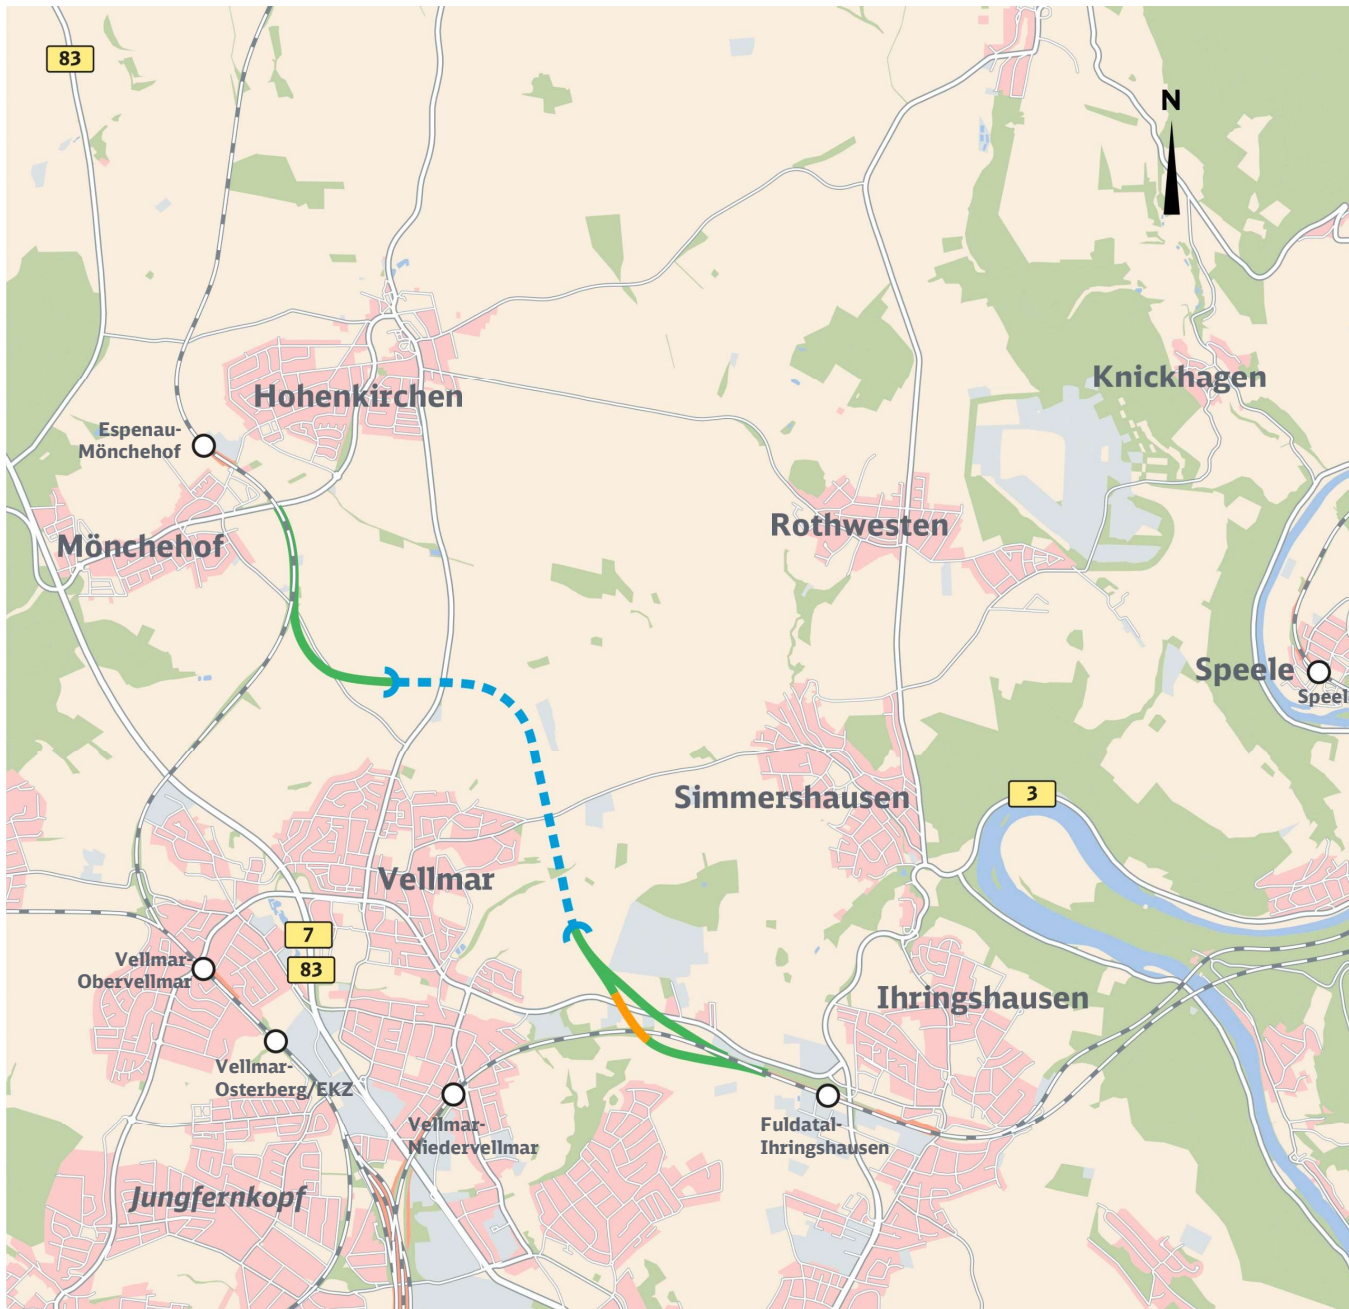 83
N
Knickhagen
Hohenkirchen
Espenau-
Mönchehof
Rothwesten
Mönchehof
Speele
Speel
Simmershausen
3
Vellmar
7
83
Vellmar-
Obervellmar
Ihringshausen
Vellmar-
Osterberg/EKZ
Vellmar-
Niedervellmar
Fuldatal-
Ihringshausen
Jungfernkopf